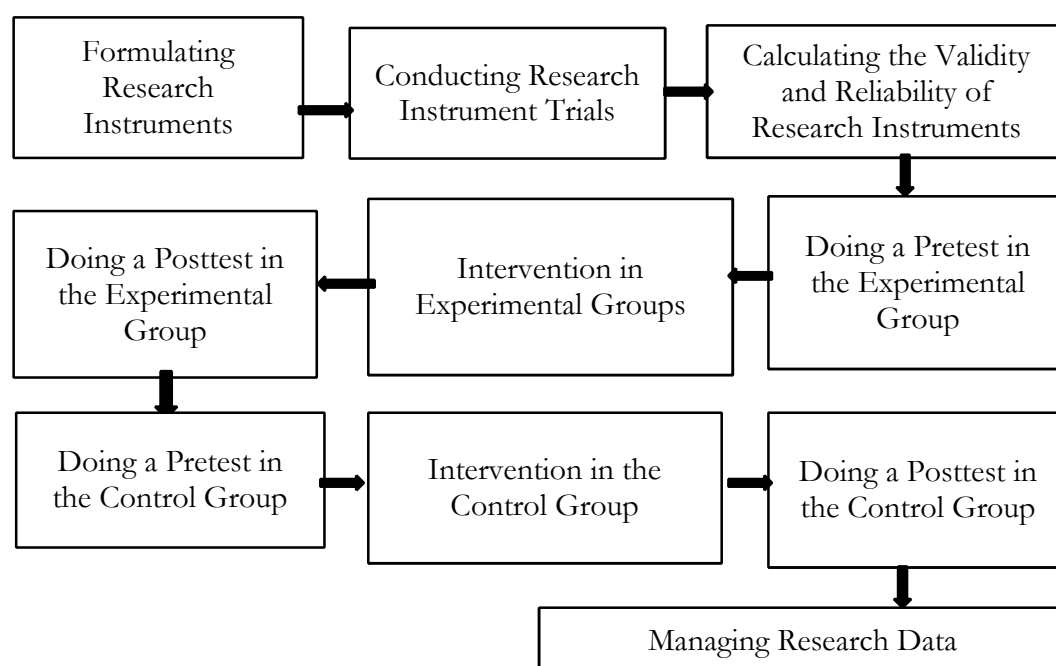 Formulating
Research
Instruments
Conducting Research
Instrument Trials
Calculating the Validity
and Reliability of
Research Instruments
Doing a Pretest in
the Experimental
Group
Intervention in
Experimental Groups
Doing a Posttest in
the Experimental
Group
Doing a Pretest in
the Control Group
Intervention in the
Control Group
Doing a Posttest in
the Control Group
Managing Research Data